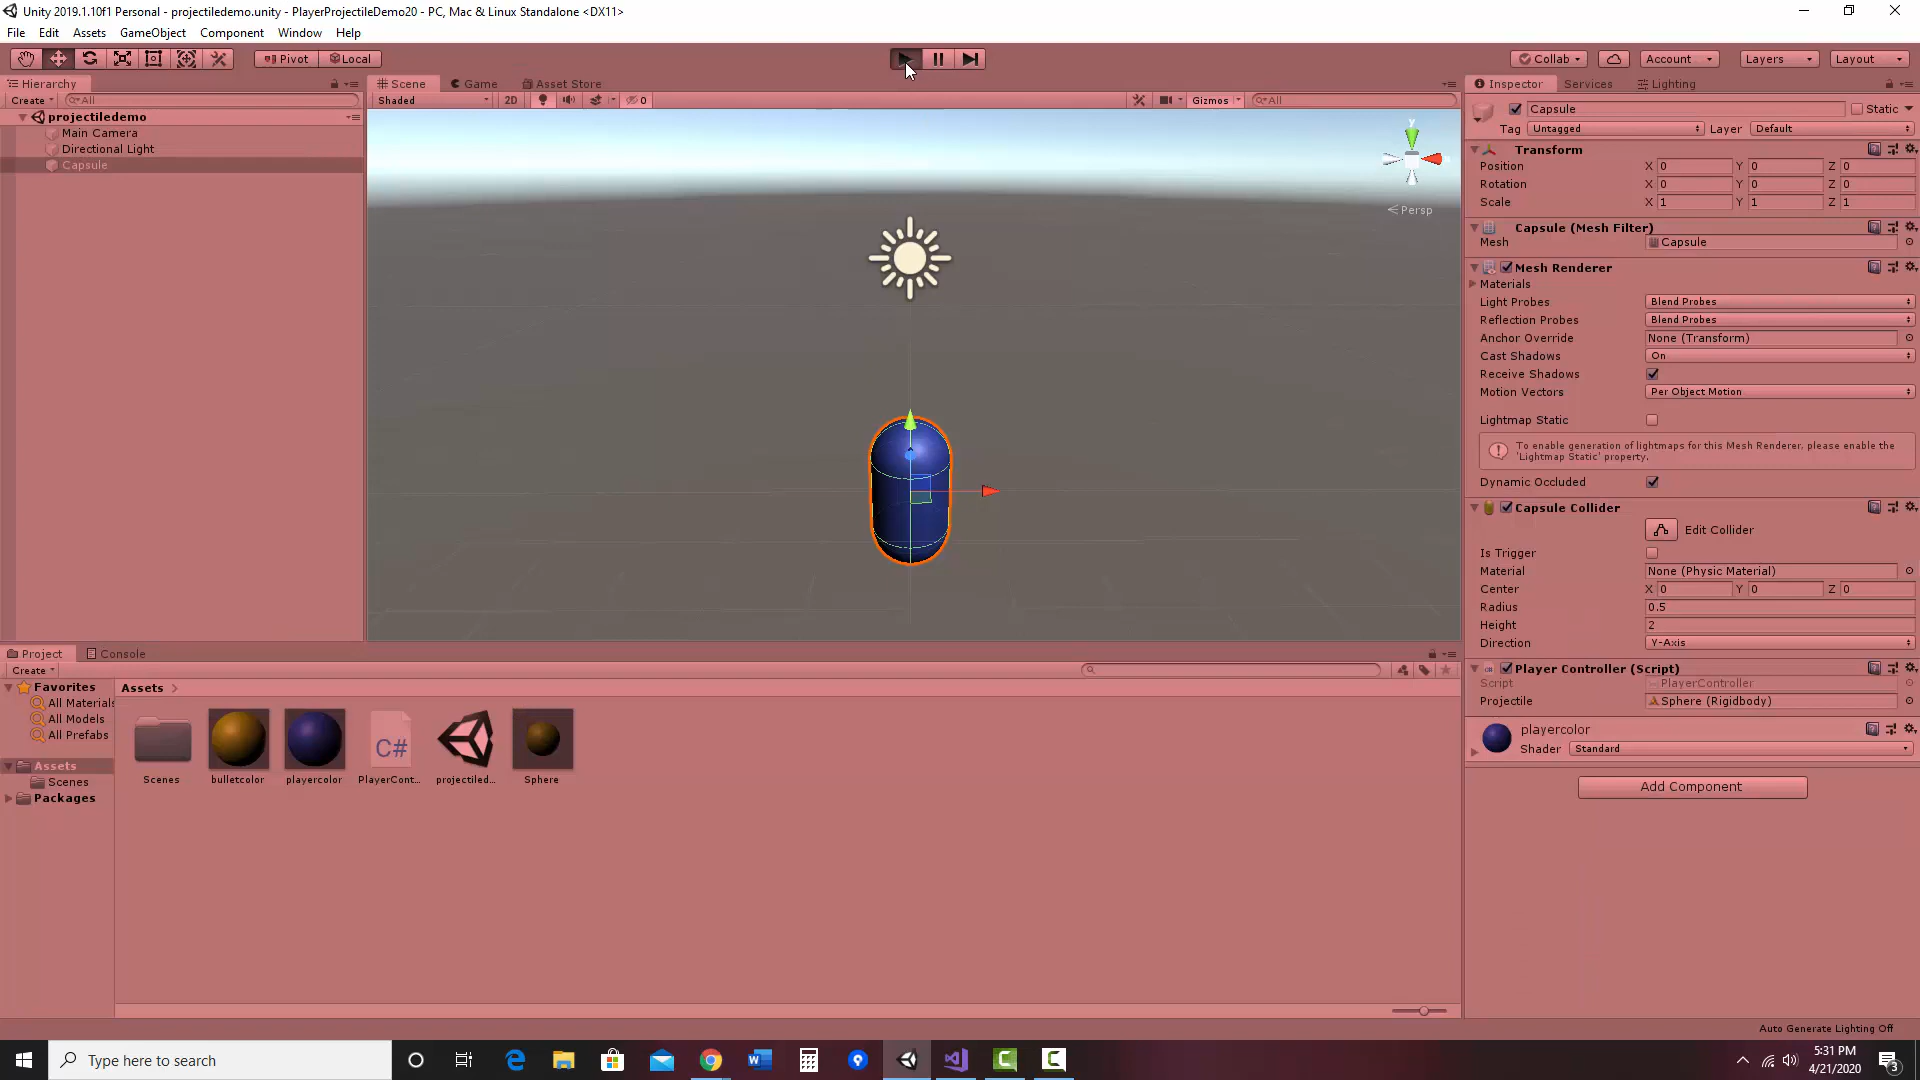 Unity 2019.1.10f1 Personal - projectiledemo.unity - PlayerProjectileDemo20 - PC, Mac & Linux Standalone <DX11>
File Edit Assets GameObject Component Window Help
Pivot Local Collab Account Layers Layout
Hierarchy
Create All
projectiledemo
Main Camera
Directional Light
Capsule
Scene Game Asset Store
Shaded 2D 0 Gizmos All
y
Persp
Inspector Services Lighting
Capsule Static
Tag Untagged Layer Default
Transform
Position X 0 Y 0 Z 0
Rotation X 0 Y 0 Z 0
Scale X 1 Y 1 Z 1
Capsule (Mesh Filter)
Mesh Capsule
Mesh Renderer
Materials
Light Probes Blend Probes
Reflection Probes Blend Probes
Anchor Override None (Transform)
Cast Shadows On
Receive Shadows
Motion Vectors Per Object Motion
Lightmap Static
To enable generation of lightmaps for this Mesh Renderer, please enable the
'Lightmap Static' property.
Dynamic Occluded
Capsule Collider
Edit Collider
Is Trigger
Material None (Physic Material)
Center X 0 Y 0 Z 0
Radius 0.5
Height 2
Direction Y-Axis
Player Controller (Script)
Script PlayerController
Projectile Sphere (Rigidbody)
playercolor
Shader Standard
Add Component
Project Console
Create
Favorites
All Materials
All Models
All Prefabs
Assets
Scenes
Packages
Assets
C#
Scenes bulletcolor playercolor PlayerCont... projectiled... Sphere
Auto Generate Lighting Off
Type here to search
5:31 PM
4/21/2020
3